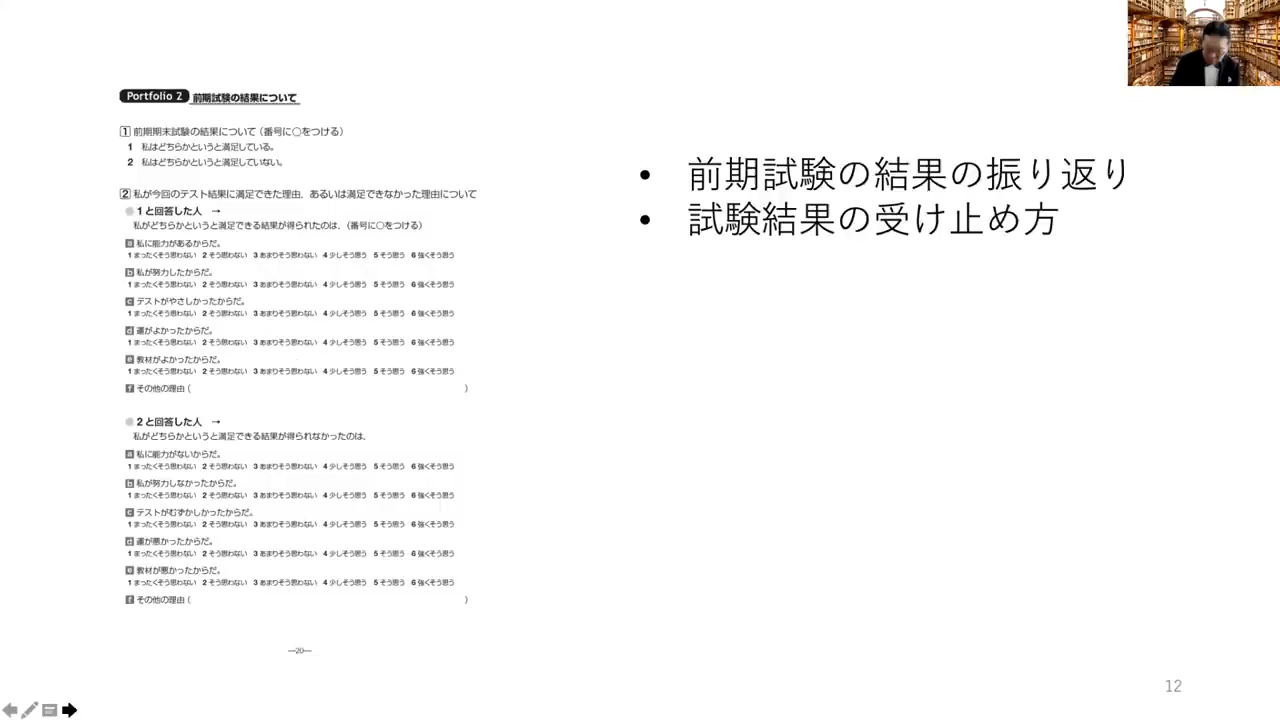 Portfolio 2 前期試験の結果について
1 前期期末試験の結果について(番号に○をつける)
1 私はどちらかというと満足している。
2 私はどちらかというと満足していない。
2 私が今回のテスト結果に満足できた理由、あるいは満足できなかった理由について
1と回答した人 →
私がどちらかというと満足できる結果が得られたのは、(番号に○をつける)
a 私に能力があるからだ。
1 まったくそう思わない 2 そう思わない 3 あまりそう思わない 4 少しそう思う 5 そう思う 6 強くそう思う
b 私が努力したからだ。
1 まったくそう思わない 2 そう思わない 3 あまりそう思わない 4 少しそう思う 5 そう思う 6 強くそう思う
c テストがやさしかったからだ。
1 まったくそう思わない 2 そう思わない 3 あまりそう思わない 4 少しそう思う 5 そう思う 6 強くそう思う
d 運がよかったからだ。
1 まったくそう思わない 2 そう思わない 3 あまりそう思わない 4 少しそう思う 5 そう思う 6 強くそう思う
e 教材がよかったからだ。
1 まったくそう思わない 2 そう思わない 3 あまりそう思わない 4 少しそう思う 5 そう思う 6 強くそう思う
f その他の理由( )
2と回答した人 →
私がどちらかというと満足できる結果が得られなかったのは、
a 私に能力がないからだ。
1 まったくそう思わない 2 そう思わない 3 あまりそう思わない 4 少しそう思う 5 そう思う 6 強くそう思う
b 私が努力しなかったからだ。
1 まったくそう思わない 2 そう思わない 3 あまりそう思わない 4 少しそう思う 5 そう思う 6 強くそう思う
c テストがむずかしかったからだ。
1 まったくそう思わない 2 そう思わない 3 あまりそう思わない 4 少しそう思う 5 そう思う 6 強くそう思う
d 運が悪かったからだ。
1 まったくそう思わない 2 そう思わない 3 あまりそう思わない 4 少しそう思う 5 そう思う 6 強くそう思う
e 教材が悪かったからだ。
1 まったくそう思わない 2 そう思わない 3 あまりそう思わない 4 少しそう思う 5 そう思う 6 強くそう思う
f その他の理由( )
—20—
• 前期試験の結果の振り返り
• 試験結果の受け止め方
12